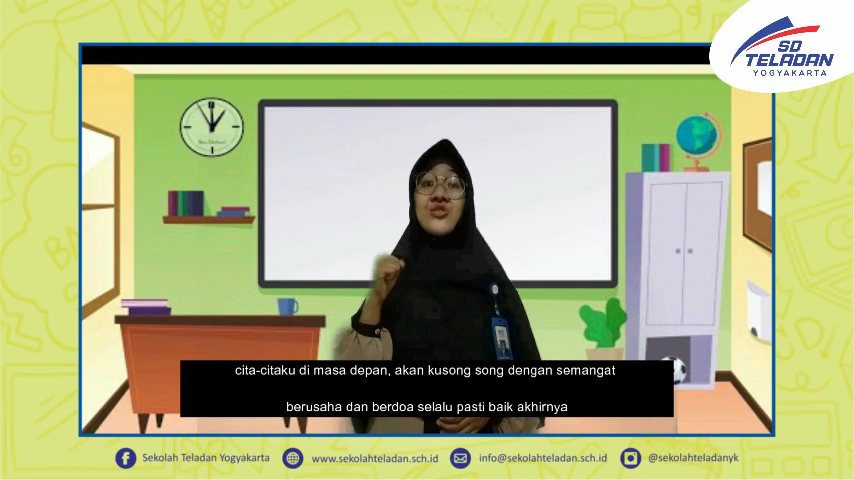 SD
TELADAN
YOGYAKARTA
cita-citaku di masa depan, akan kusong song dengan semangat
berusaha dan berdoa selalu pasti baik akhirnya
Sekolah Teladan Yogyakarta
www.sekolahteladan.sch.id
info@sekolahteladan.sch.id
@sekolahteladanyk